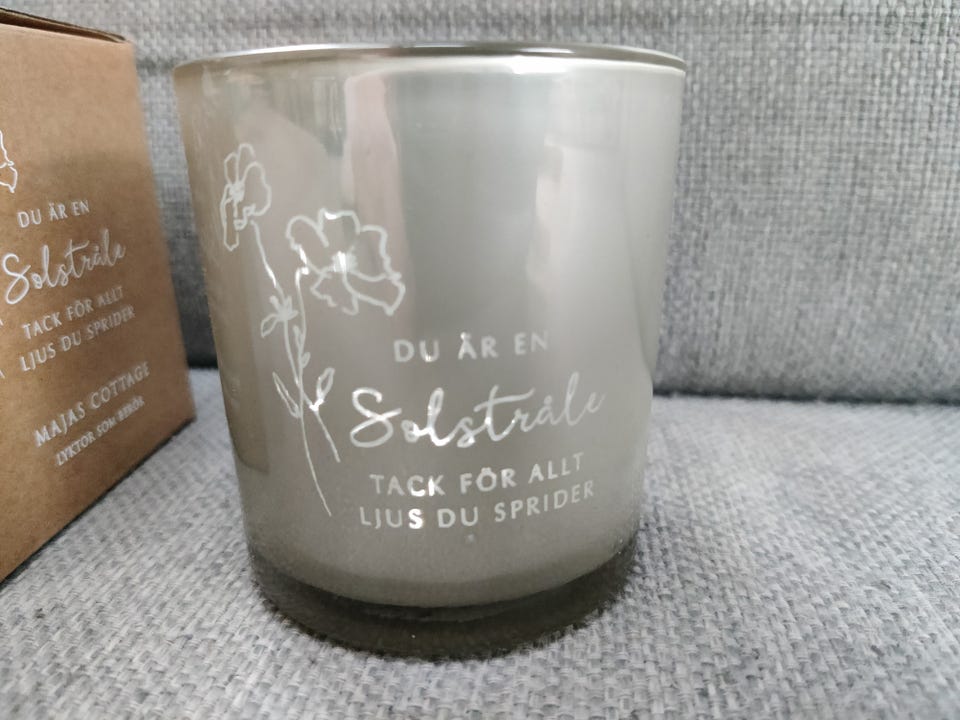 DU ÄR EN
Solstråle
TACK FÖR ALLT
LJUS DU SPRIDER
MAJAS COTTAGE
LYKTOR SOM BERÖR
DU ÄR EN
Solstråle
TACK FÖR ALLT
LJUS DU SPRIDER